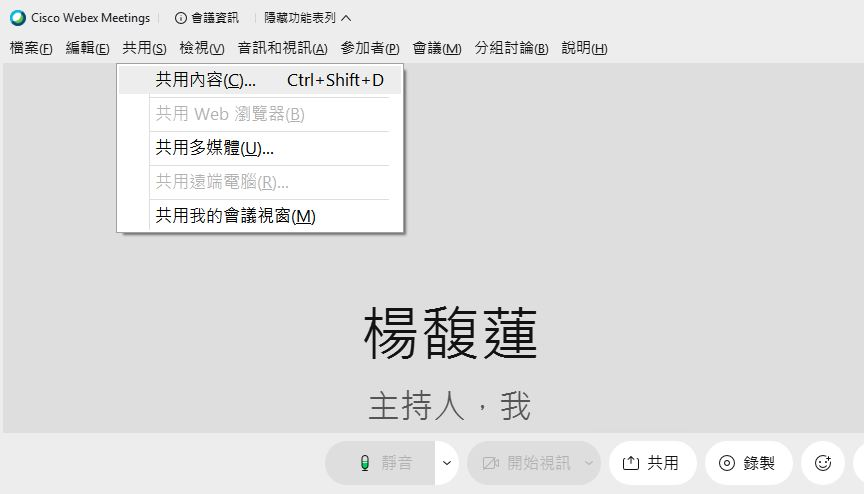 Cisco Webex Meetings 會議資訊 隱藏功能表列
檔案(F) 編輯(E) 共用(S) 檢視(V) 音訊和視訊(A) 參加者(P) 會議(M) 分組討論(B) 說明(H)
共用內容(C)... Ctrl+Shift+D
共用 Web 瀏覽器(B)
共用多媒體(U)...
共用遠端電腦(R)...
共用我的會議視窗(M)
楊馥蓮
主持人，我
靜音 開始視訊 共用 錄製